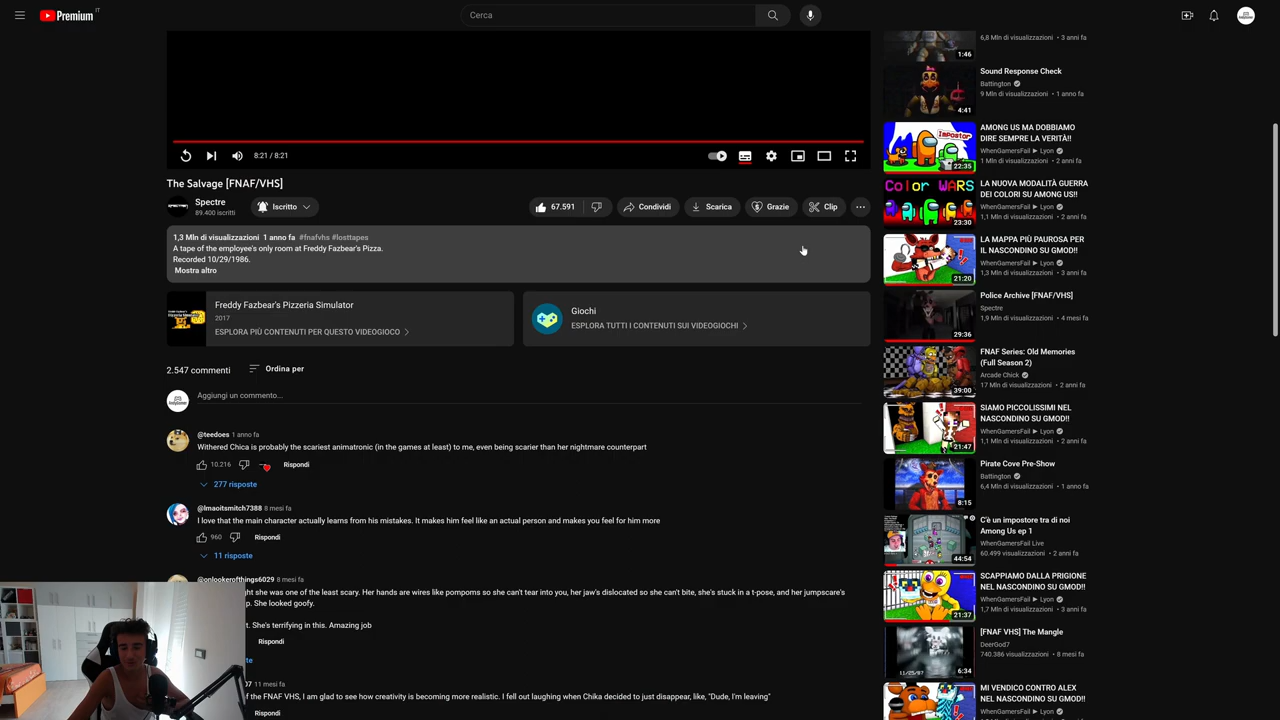 Premium IT
Cerca
8:21 / 8:21
The Salvage [FNAF/VHS]
Spectre
89.400 iscritti
Iscritto
67.591
Condividi
Scarica
Grazie
Clip
1,3 Mln di visualizzazioni 1 anno fa #fnafvhs #losttapes
A tape of the employee's only room at Freddy Fazbear's Pizza.
Recorded 10/29/1986.
Mostra altro
Freddy Fazbear's Pizzeria Simulator
2017
ESPLORA PIÙ CONTENUTI PER QUESTO VIDEOGIOCO
Giochi
ESPLORA TUTTI I CONTENUTI SUI VIDEOGIOCHI
2.547 commenti
Ordina per
Aggiungi un commento...
@teedoes 1 anno fa
Withered Chica is probably the scariest animatronic (in the games at least) to me, even being scarier than her nightmare counterpart
10.216
Rispondi
277 risposte
@lmaoitsmitch7388 8 mesi fa
I love that the main character actually learns from his mistakes. It makes him feel like an actual person and makes you feel for him more
960
Rispondi
11 risposte
@onlookerofthings6029 8 mesi fa
ght she was one of the least scary. Her hands are wires like pompoms so she can't tear into you, her jaw's dislocated so she can't bite, she's stuck in a t-pose, and her jumpscare's
p. She looked goofy.
t. She's terrifying in this. Amazing job
Rispondi
te
07 11 mesi fa
f the FNAF VHS, I am glad to see how creativity is becoming more realistic. I fell out laughing when Chika decided to just disappear, like, "Dude, I'm leaving"
Rispondi
6,8 Mln di visualizzazioni • 3 anni fa
1:46
Sound Response Check
Battington
9 Mln di visualizzazioni • 1 anno fa
4:41
AMONG US MA DOBBIAMO
DIRE SEMPRE LA VERITÀ!!
WhenGamersFail ► Lyon
1 Mln di visualizzazioni • 2 anni fa
Impostor
22:35
LA NUOVA MODALITÀ GUERRA
DEI COLORI SU AMONG US!!
WhenGamersFail ► Lyon
1,1 Mln di visualizzazioni • 2 anni fa
Color WARS
23:30
LA MAPPA PIÙ PAUROSA PER
IL NASCONDINO SU GMOD!!
WhenGamersFail ► Lyon
1,3 Mln di visualizzazioni • 3 anni fa
21:20
Police Archive [FNAF/VHS]
Spectre
1,9 Mln di visualizzazioni • 4 mesi fa
29:36
FNAF Series: Old Memories
(Full Season 2)
Arcade Chick
17 Mln di visualizzazioni • 2 anni fa
39:00
SIAMO PICCOLISSIMI NEL
NASCONDINO SU GMOD!!
WhenGamersFail ► Lyon
1,1 Mln di visualizzazioni • 2 anni fa
21:47
Pirate Cove Pre-Show
Battington
6,4 Mln di visualizzazioni • 1 anno fa
8:15
C'è un impostore tra di noi
Among Us ep 1
WhenGamersFail Live
60.499 visualizzazioni • 2 anni fa
44:54
SCAPPIAMO DALLA PRIGIONE
NEL NASCONDINO SU GMOD!!
WhenGamersFail ► Lyon
1,7 Mln di visualizzazioni • 3 anni fa
21:37
[FNAF VHS] The Mangle
DeerGod7
740.386 visualizzazioni • 8 mesi fa
11/25/87
6:34
MI VENDICO CONTRO ALEX
NEL NASCONDINO SU GMOD!!
WhenGamersFail ► Lyon